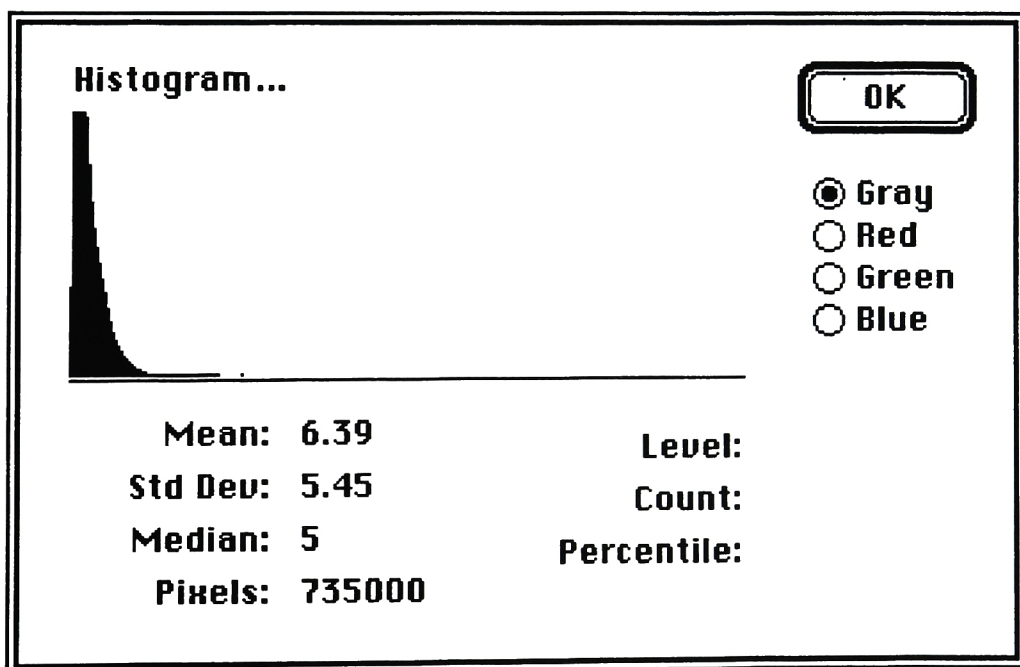 Histogram...
OK
Gray
Red
Green
Blue
Mean: 6.39
Std Dev: 5.45
Median: 5
Pixels: 735000
Level:
Count:
Percentile: